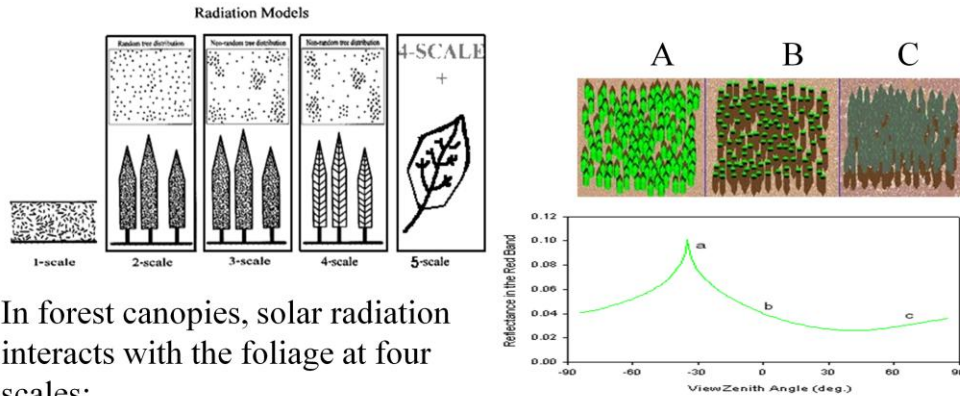 Radiation Models
Random tree distribution
Non-random tree distribution
Non-random tree distribution
4-SCALE
+
1-scale
2-scale
3-scale
4-scale
5-scale
In forest canopies, solar radiation
interacts with the foliage at four
scales:
A B C
Reflectance in the Red Band
0.12
0.10
0.08
0.06
0.04
0.02
0.00
a
b
c
-90 -60 -30 0 30 60 90
ViewZenith Angle (deg.)